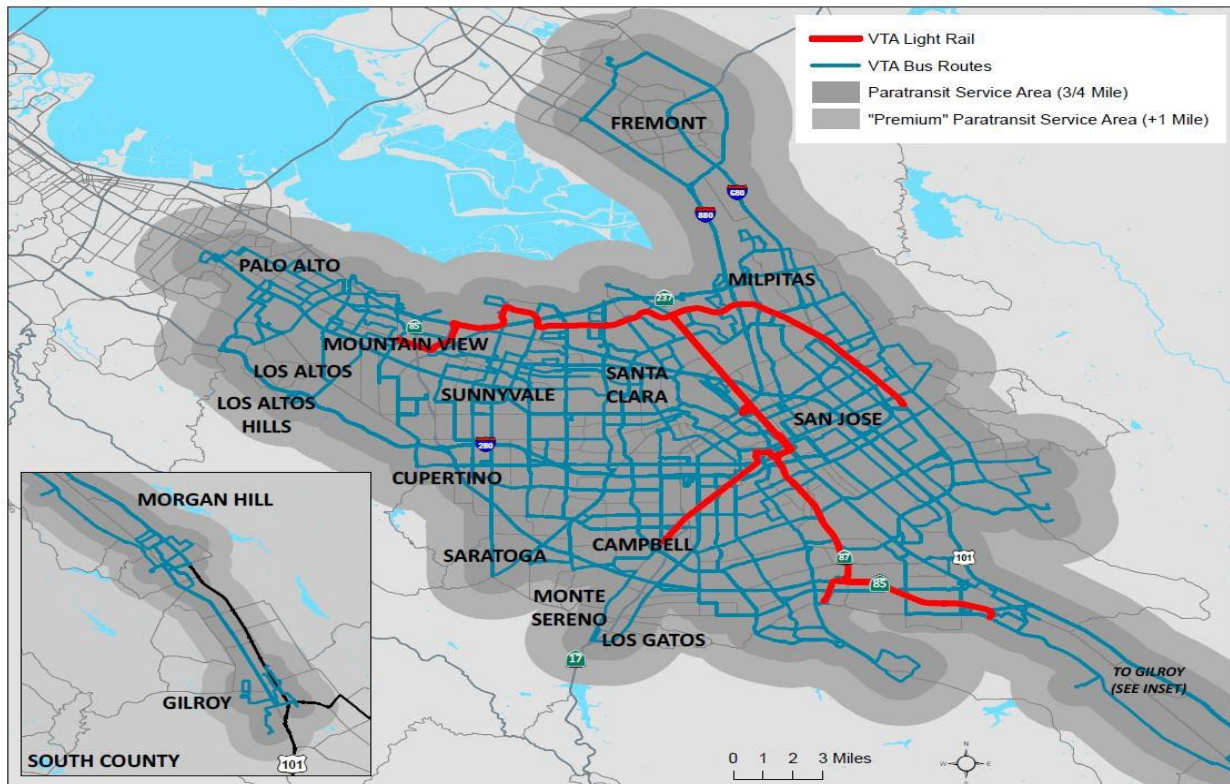 VTA Light Rail
VTA Bus Routes
Paratransit Service Area (3/4 Mile)
"Premium" Paratransit Service Area (+1 Mile)
FREMONT
680
880
PALO ALTO
MILPITAS
237
85
MOUNTAIN VIEW
LOS ALTOS
SANTA
CLARA
SUNNYVALE
LOS ALTOS
HILLS
SAN JOSE
280
CUPERTINO
MORGAN HILL
SARATOGA
CAMPBELL
87
101
85
MONTE
SERENO
LOS GATOS
17
TO GILROY
(SEE INSET)
GILROY
SOUTH COUNTY
101
0 1 2 3 Miles
N
W E
S